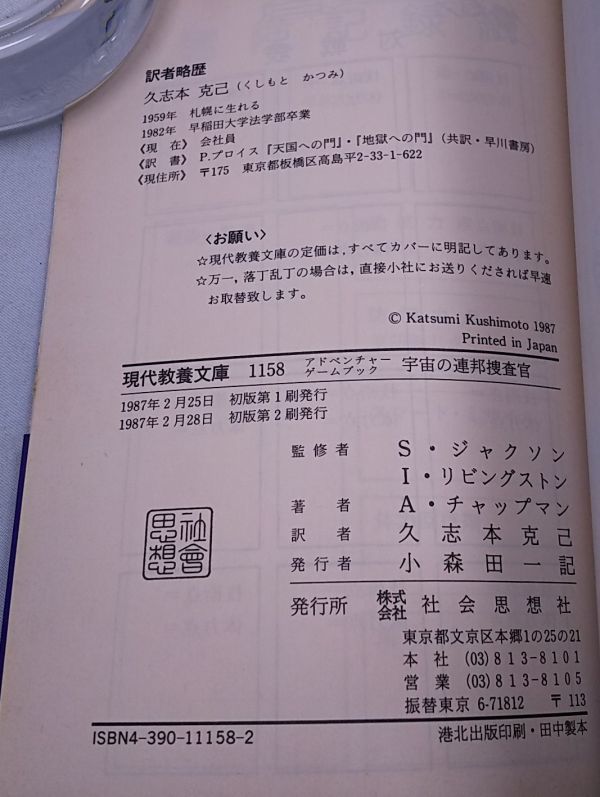 訳者略歴
久志本 克己(くしもと かつみ)
1959年 札幌に生れる
1982年 早稲田大学法学部卒業
《現 在》 会社員
《訳 書》 P.プロイス『天国への門』・『地獄への門』(共訳・早川書房)
《現住所》 〒175 東京都板橋区高島平2-33-1-622
〈お願い〉
☆現代教養文庫の定価は,すべてカバーに明記してあります。
☆万一,落丁乱丁の場合は,直接小社にお送りくだされば早速
お取替致します。
© Katsumi Kushimoto 1987
Printed in Japan
現代教養文庫 1158 アドベンチャーゲームブック 宇宙の連邦捜査官
1987年2月25日 初版第1刷発行
1987年2月28日 初版第2刷発行
監修者 S・ジャクソン
I・リビングストン
著者 A・チャップマン
訳者 久志本克己
発行者 小森田一記
社會思想
発行所 株式会社 社会思想社
東京都文京区本郷1の25の21
本社 (03)813-8101
営業 (03)813-8105
振替東京 6-71812 〒113
ISBN4-390-11158-2 港北出版印刷・田中製本